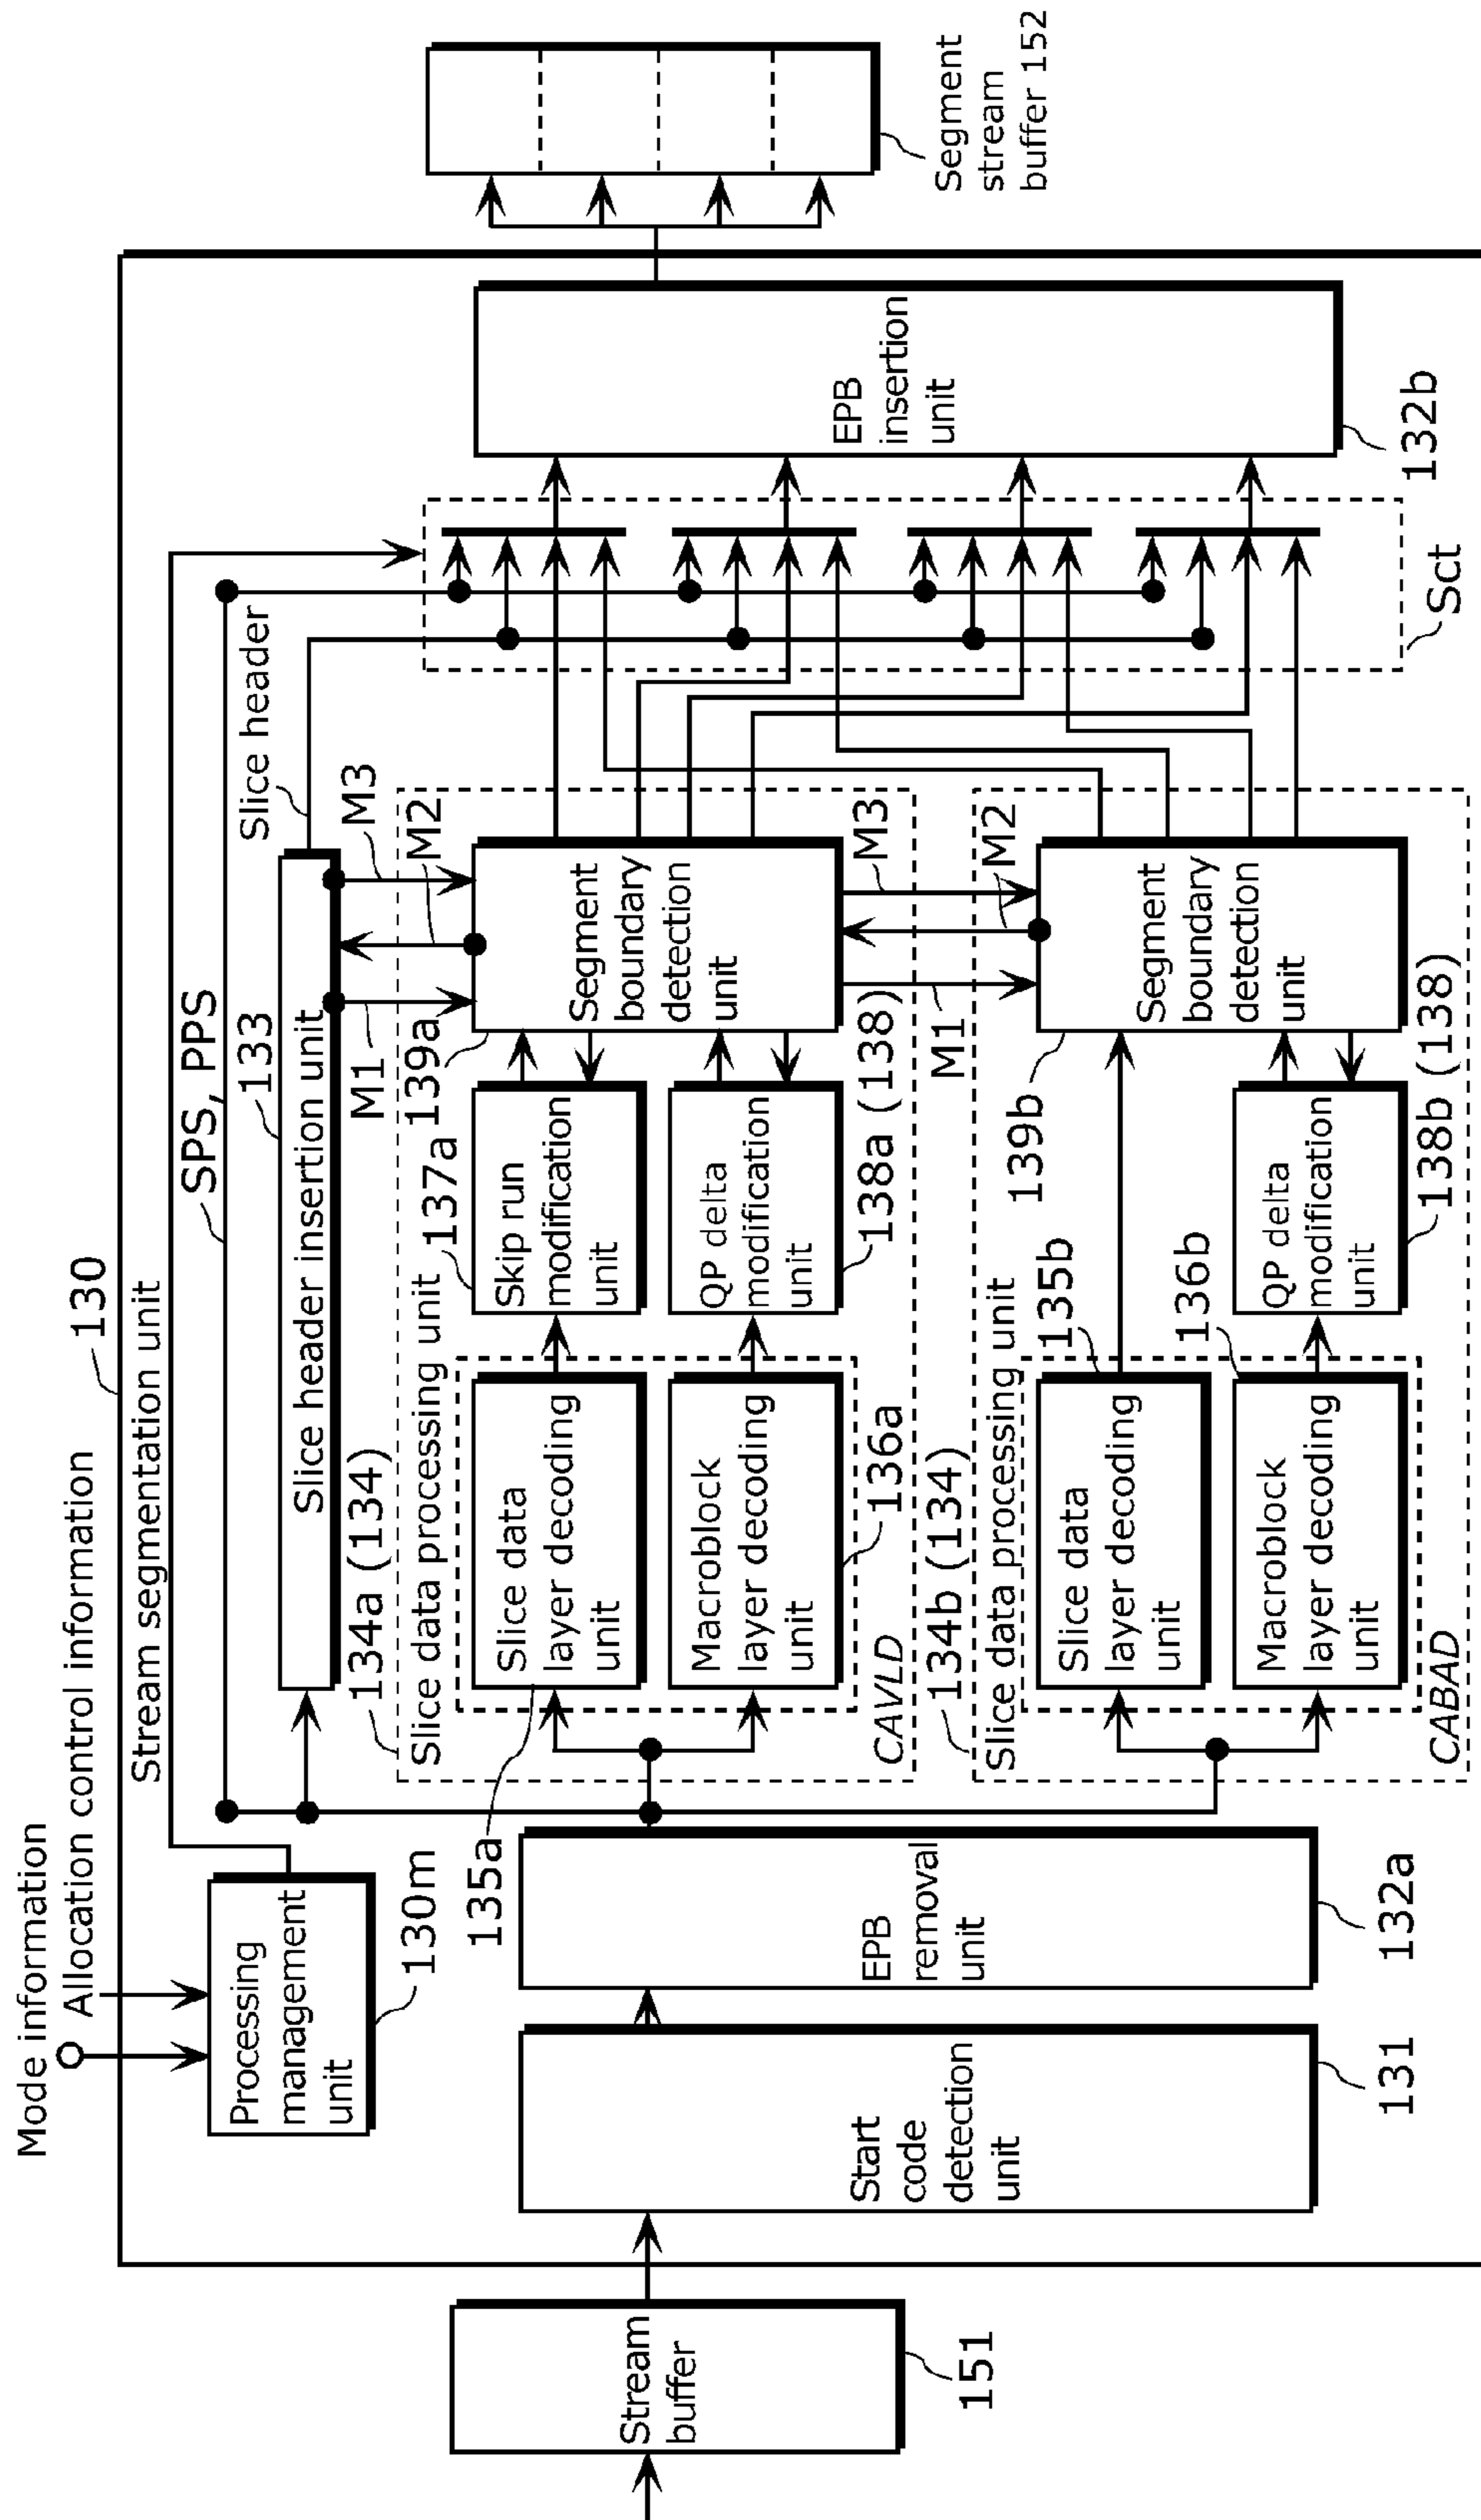 Mode information
Allocation control information
130
Stream segmentation unit
Processing
management
unit
130m
SPS, PPS
133
Slice header insertion unit
Slice header
M1
M3
M2
134a (134)
Slice data processing unit
137a
139a
Slice data
layer decoding
unit
135a
Skip run
modification
unit
Segment
boundary
detection
unit
Macroblock
layer decoding
unit
136a
QP delta
modification
unit
138a (138)
CAVLD
M1
M3
M2
134b (134)
Slice data processing unit
135b
139b
Slice data
layer decoding
unit
136b
Segment
boundary
detection
unit
Macroblock
layer decoding
unit
QP delta
modification
unit
138b (138)
CABAD
Stream
buffer
151
Start
code
detection
unit
131
EPB
removal
unit
132a
Sct
EPB
insertion
unit
132b
Segment
stream
buffer 152